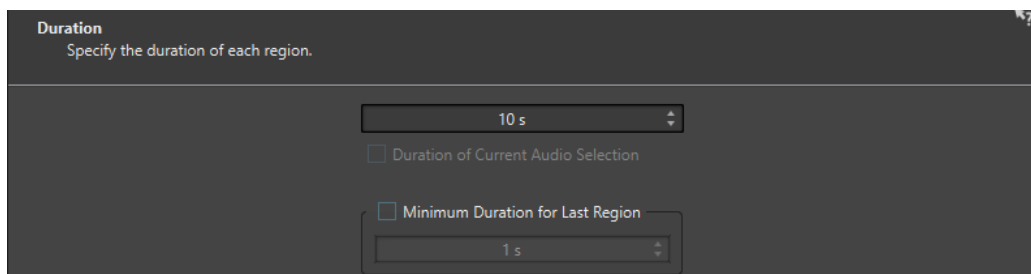 Duration
Specify the duration of each region.
10 s
Duration of Current Audio Selection
Minimum Duration for Last Region
1 s